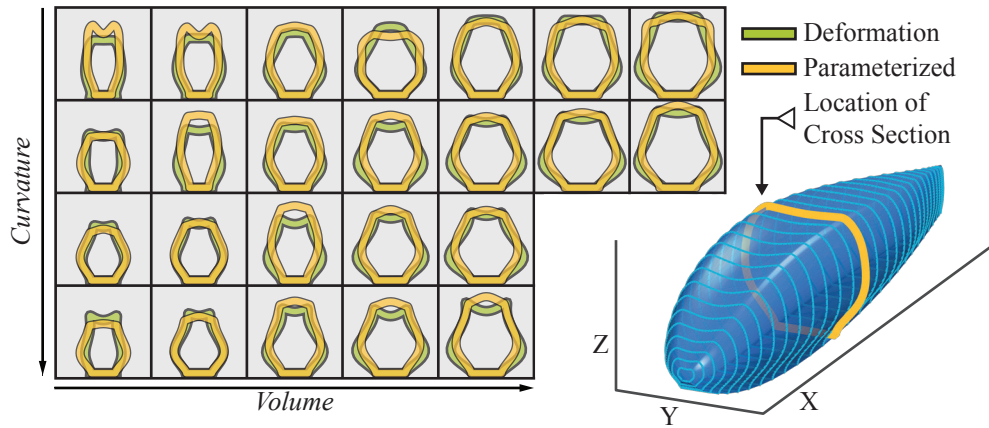 Deformation
Parameterized
Location of
Cross Section
Curvature
Volume
Z
Y
X